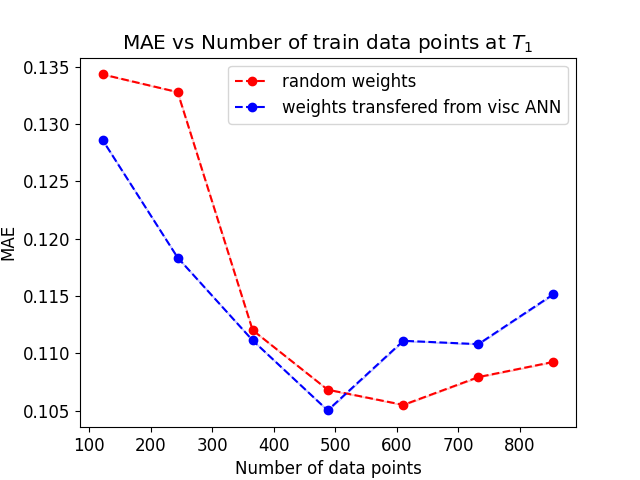 MAE vs Number of train data points at T₁
random weights
weights transfered from visc ANN
MAE
0.135
0.130
0.125
0.120
0.115
0.110
0.105
100 200 300 400 500 600 700 800
Number of data points